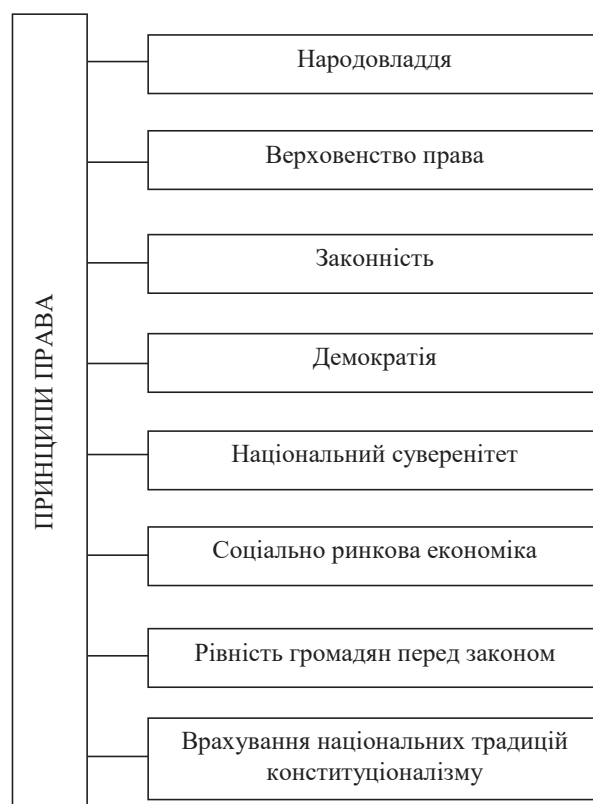 ПРИНЦИПИ ПРАВА
Народовладдя
Верховенство права
Законність
Демократія
Національний суверенітет
Соціально ринкова економіка
Рівність громадян перед законом
Врахування національних традицій
конституціоналізму